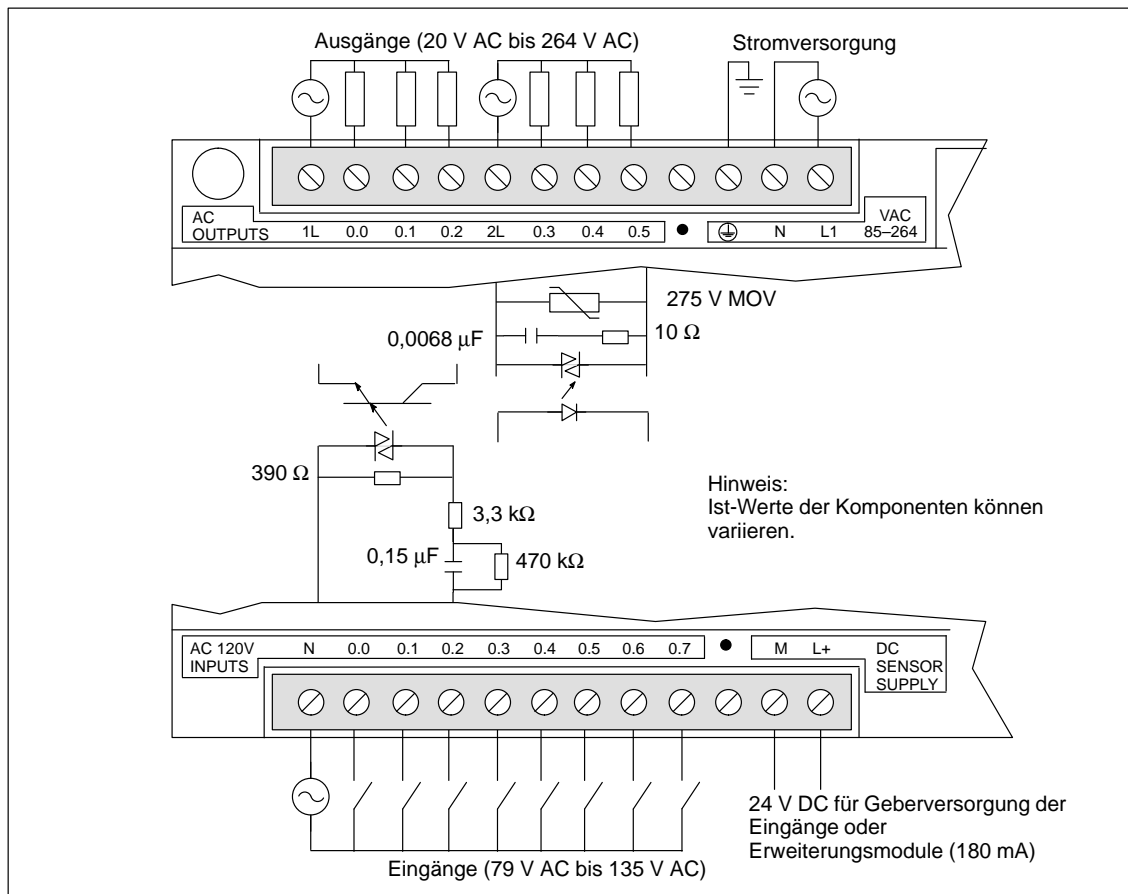 Ausgänge (20 V AC bis 264 V AC)
Stromversorgung
AC OUTPUTS 1L 0.0 0.1 0.2 2L 0.3 0.4 0.5 N L1 VAC 85–264
275 V MOV
0,0068 µF
10 Ω
390 Ω
3,3 kΩ
0,15 µF
470 kΩ
Hinweis:
Ist-Werte der Komponenten können
variieren.
AC 120V INPUTS N 0.0 0.1 0.2 0.3 0.4 0.5 0.6 0.7 M L+ DC SENSOR SUPPLY
24 V DC für Geberversorgung der
Eingänge oder
Erweiterungsmodule (180 mA)
Eingänge (79 V AC bis 135 V AC)